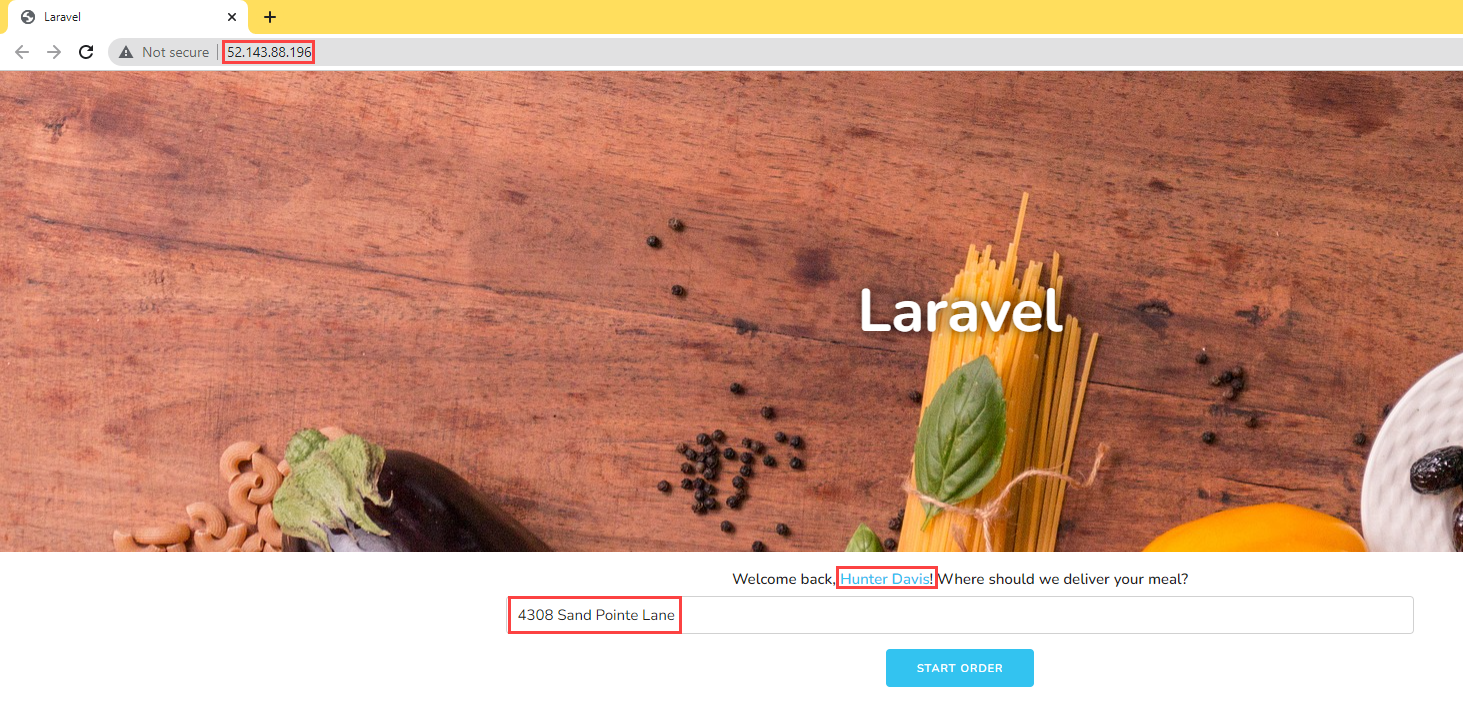 Laravel
Not secure | 52.143.88.196
Laravel
Welcome back, Hunter Davis! Where should we deliver your meal?
4308 Sand Pointe Lane
START ORDER